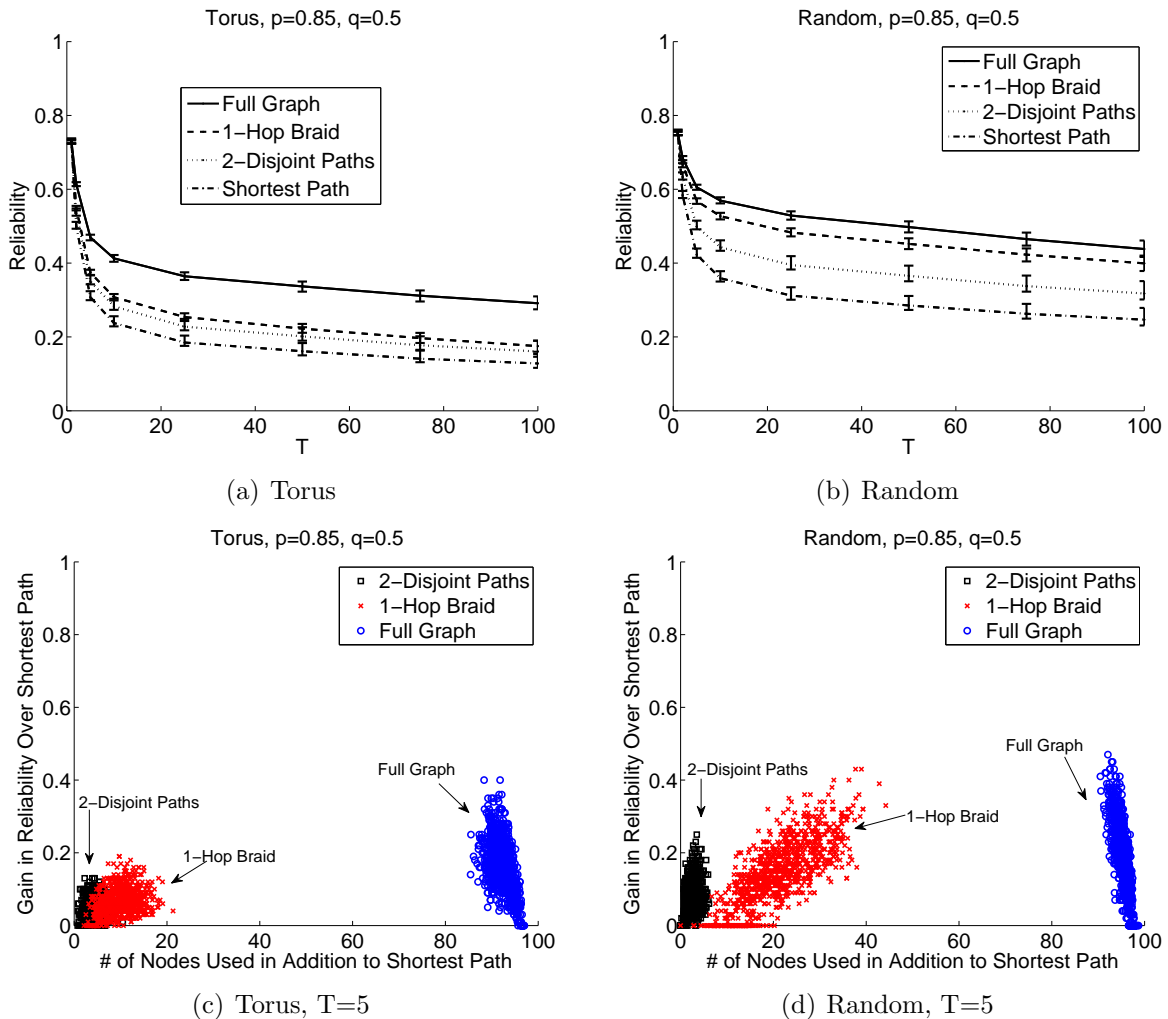 Torus, p=0.85, q=0.5
1
0.8
0.6
0.4
0.2
0
Reliability
Full Graph
1−Hop Braid
2−Disjoint Paths
Shortest Path
0
20
40
60
80
100
T
(a) Torus
Random, p=0.85, q=0.5
1
0.8
0.6
0.4
0.2
0
Reliability
Full Graph
1−Hop Braid
2−Disjoint Paths
Shortest Path
0
20
40
60
80
100
T
(b) Random
Torus, p=0.85, q=0.5
1
0.8
0.6
0.4
0.2
0
Gain in Reliability Over Shortest Path
2−Disjoint Paths
1−Hop Braid
Full Graph
Full Graph
2−Disjoint Paths
1−Hop Braid
0
20
40
60
80
100
# of Nodes Used in Addition to Shortest Path
(c) Torus, T=5
Random, p=0.85, q=0.5
1
0.8
0.6
0.4
0.2
0
Gain in Reliability Over Shortest Path
2−Disjoint Paths
1−Hop Braid
Full Graph
Full Graph
2−Disjoint Paths
1−Hop Braid
0
20
40
60
80
100
# of Nodes Used in Addition to Shortest Path
(d) Random, T=5